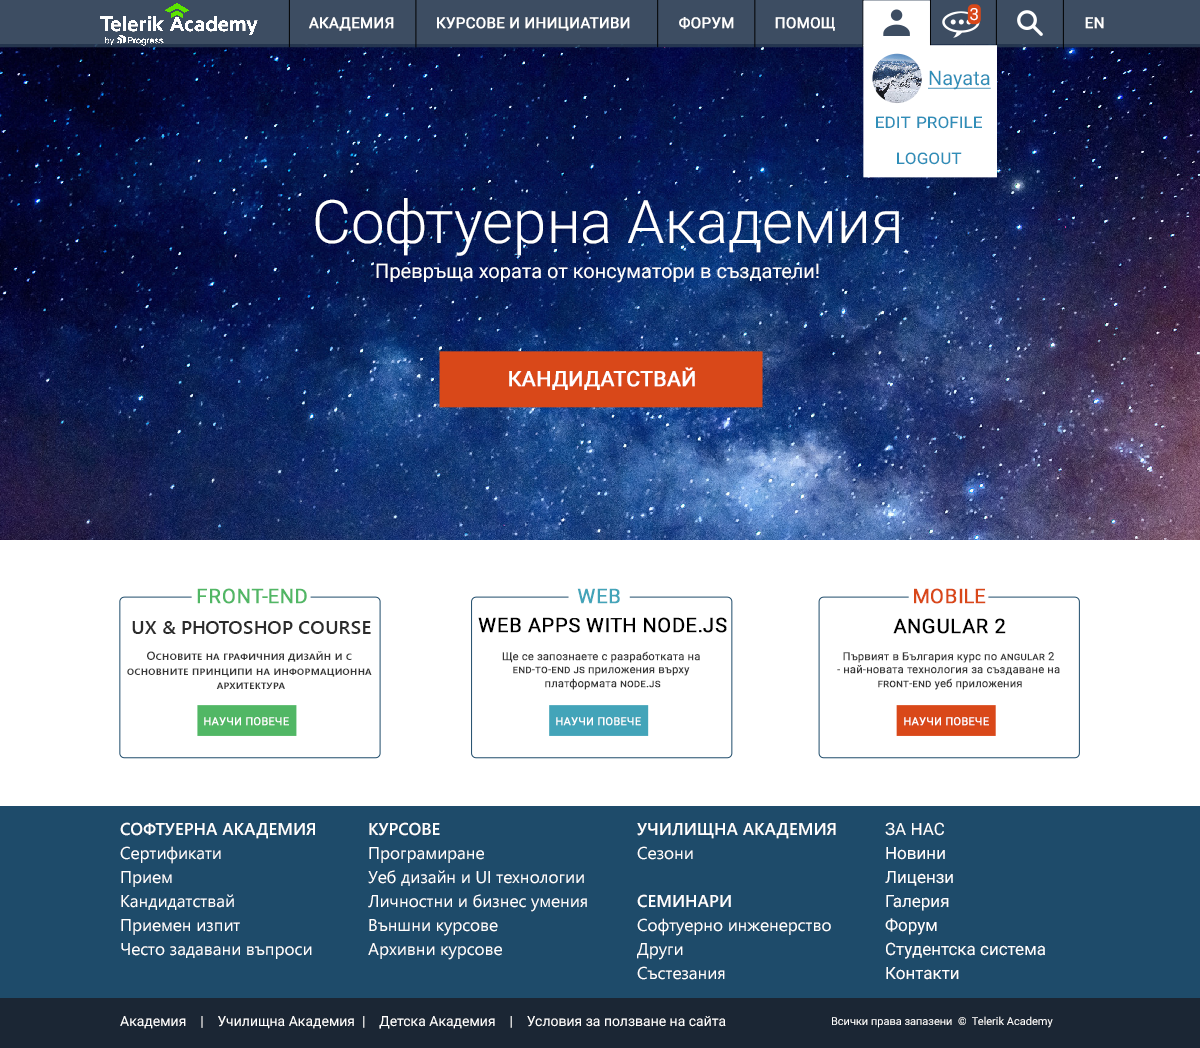 Telerik Academy
by Progress
АКАДЕМИЯ
КУРСОВЕ И ИНИЦИАТИВИ
ФОРУМ
ПОМОЩ
3
EN
Nayata
EDIT PROFILE
LOGOUT
Софтуерна Академия
Превръща хората от консуматори в създатели!
КАНДИДАТСТВАЙ
FRONT-END
UX & PHOTOSHOP COURSE
Основите на графичния дизайн и с
основните принципи на информационна
архитектура
НАУЧИ ПОВЕЧЕ
WEB
WEB APPS WITH NODE.JS
Ще се запознаете с разработката на
END-TO-END JS приложения върху
платформата NODE.JS
НАУЧИ ПОВЕЧЕ
MOBILE
ANGULAR 2
Първият в България курс по ANGULAR 2
- най-новата технология за създаване на
FRONT-END уеб приложения
НАУЧИ ПОВЕЧЕ
СОФТУЕРНА АКАДЕМИЯ
Сертификати
Прием
Кандидатствай
Приемен изпит
Често задавани въпроси
КУРСОВЕ
Програмиране
Уеб дизайн и UI технологии
Личностни и бизнес умения
Външни курсове
Архивни курсове
УЧИЛИЩНА АКАДЕМИЯ
Сезони
СЕМИНАРИ
Софтуерно инженерство
Други
Състезания
ЗА НАС
Новини
Лицензи
Галерия
Форум
Студентска система
Контакти
Академия | Училищна Академия | Детска Академия | Условия за ползване на сайта
Всички права запазени © Telerik Academy